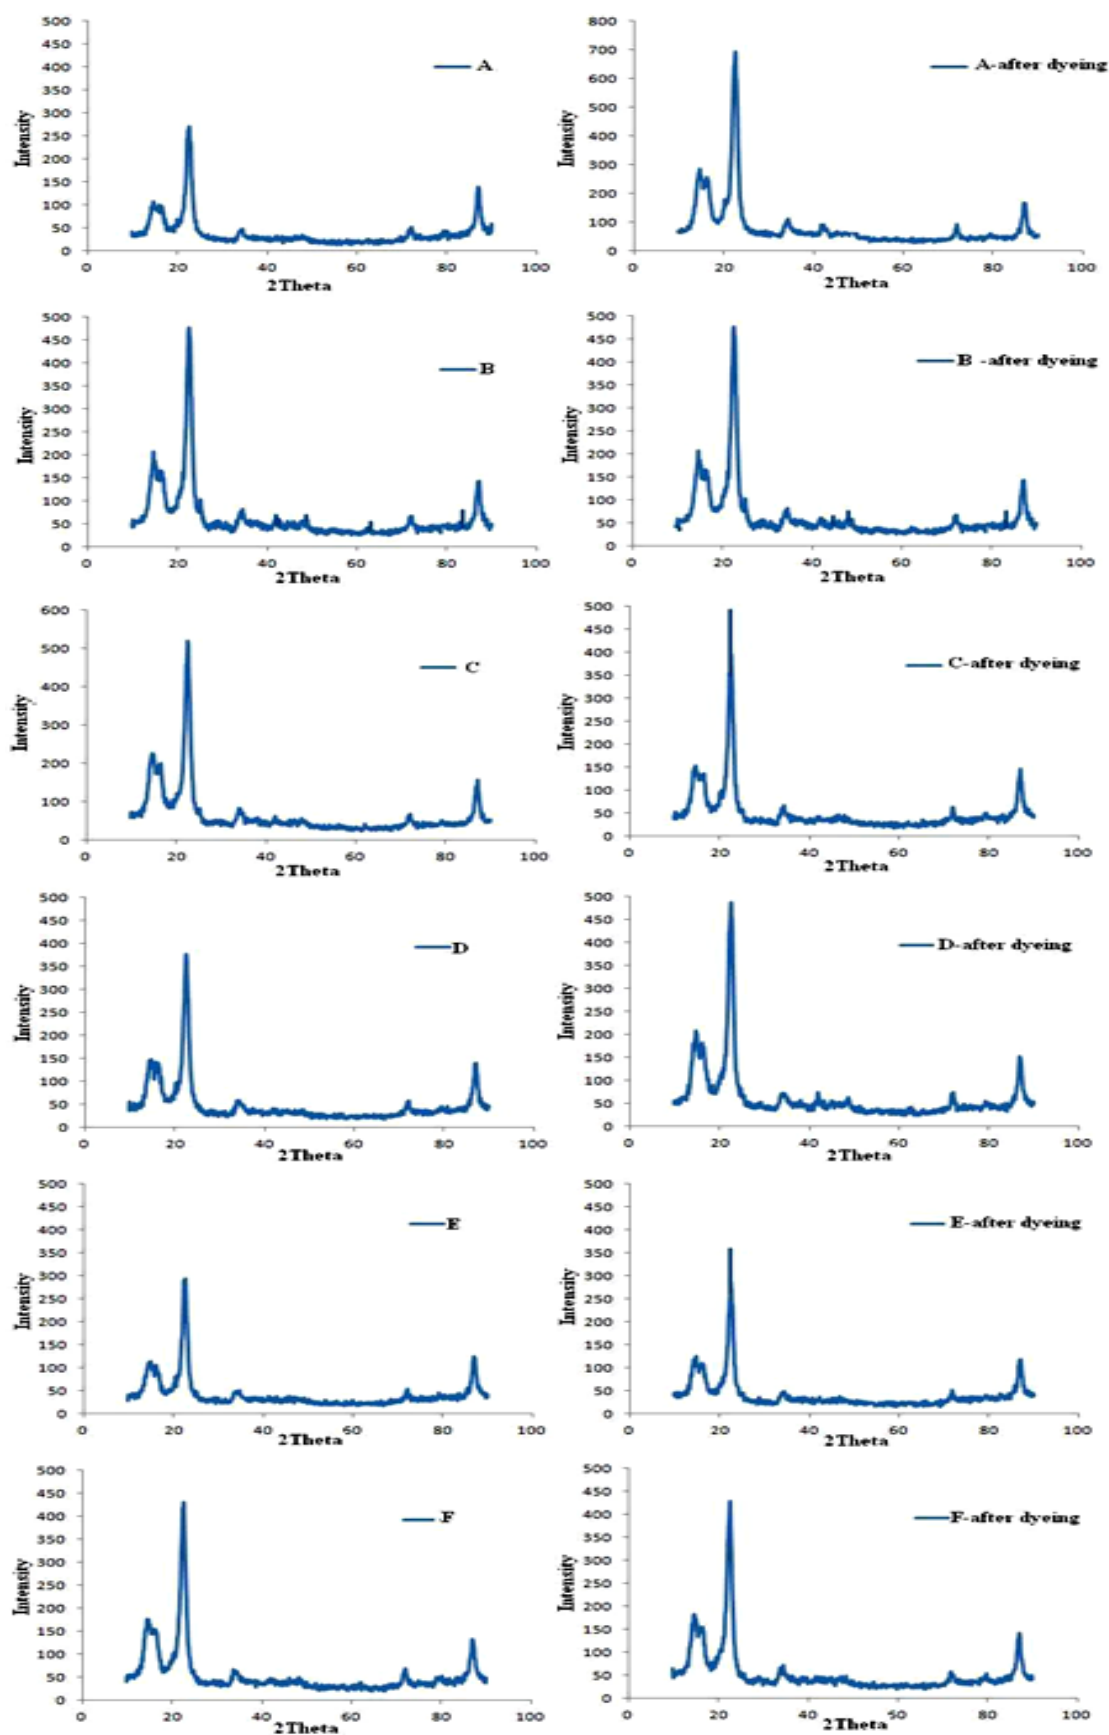 500
450
400
350
300
250
200
150
100
50
0
Intensity
A
0 20 40 60 80 100
2Theta
800
700
600
500
400
300
200
100
0
Intensity
A-after dyeing
0 20 40 60 80 100
2Theta
500
450
400
350
300
250
200
150
100
50
0
Intensity
B
0 20 40 60 80 100
2Theta
500
450
400
350
300
250
200
150
100
50
0
Intensity
B -after dyeing
0 20 40 60 80 100
2Theta
600
500
400
300
200
100
0
Intensity
C
0 20 40 60 80 100
2Theta
500
450
400
350
300
250
200
150
100
50
0
Intensity
C-after dyeing
0 20 40 60 80 100
2Theta
500
450
400
350
300
250
200
150
100
50
0
Intensity
D
0 20 40 60 80 100
2Theta
500
450
400
350
300
250
200
150
100
50
0
Intensity
D-after dyeing
0 20 40 60 80 100
2Theta
500
450
400
350
300
250
200
150
100
50
0
Intensity
E
0 20 40 60 80 100
2Theta
500
450
400
350
300
250
200
150
100
50
0
Intensity
E-after dyeing
0 20 40 60 80 100
2Theta
500
450
400
350
300
250
200
150
100
50
0
Intensity
F
0 20 40 60 80 100
2Theta
500
450
400
350
300
250
200
150
100
50
0
Intensity
F-after dyeing
0 20 40 60 80 100
2Theta